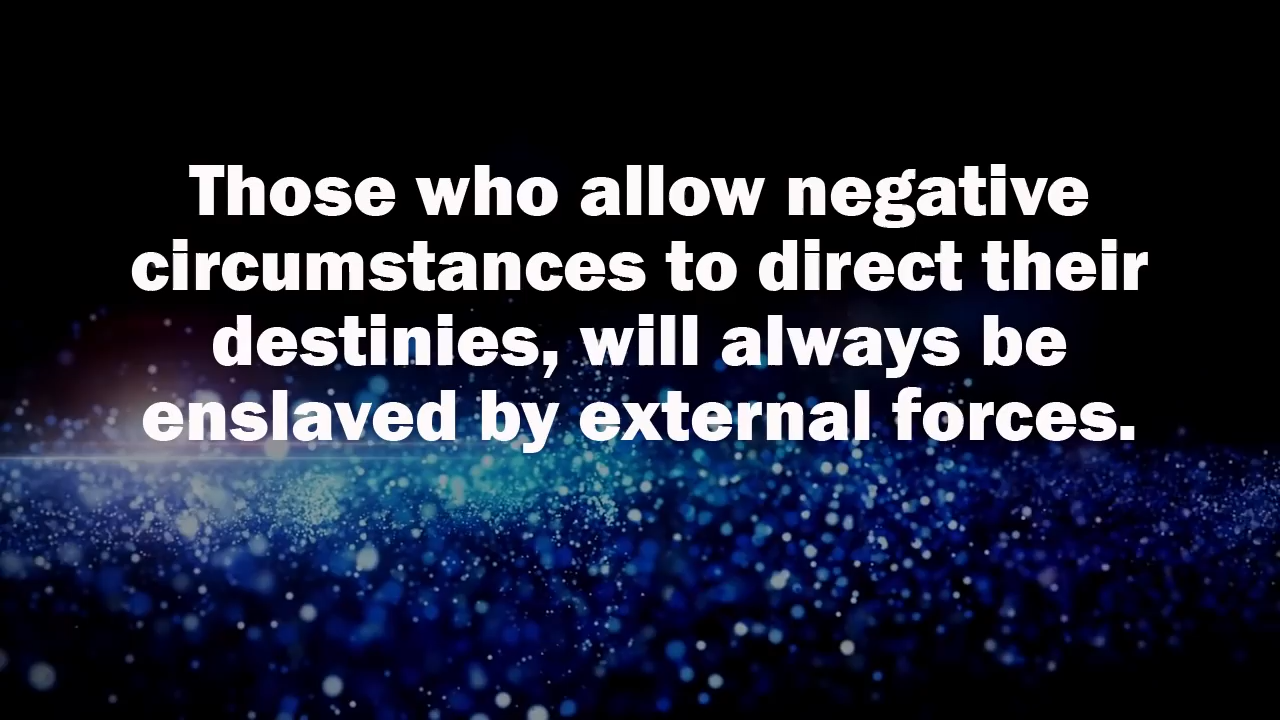 Those who allow negative
circumstances to direct their
destinies, will always be
enslaved by external forces.